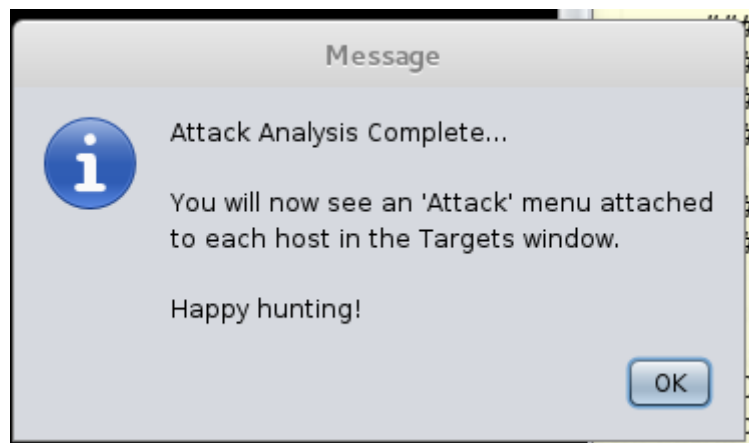 Message
Attack Analysis Complete...
You will now see an 'Attack' menu attached
to each host in the Targets window.
Happy hunting!
OK